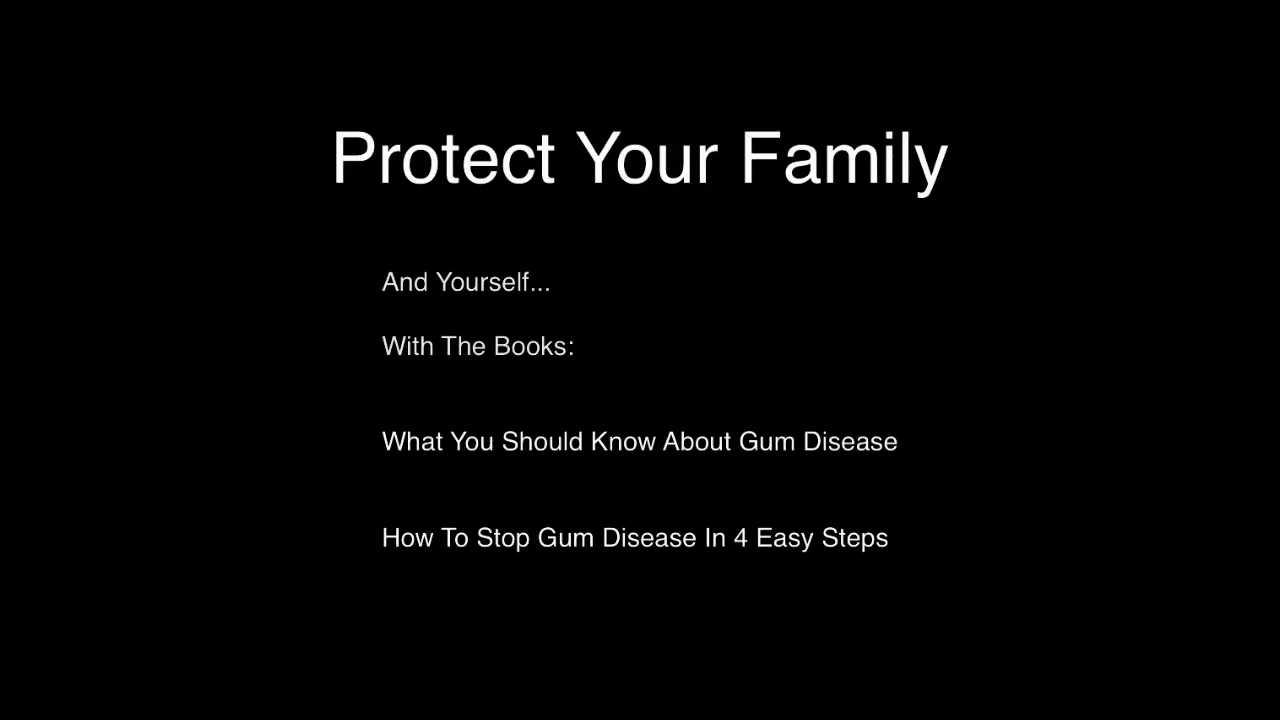 Protect Your Family
And Yourself...
With The Books:
What You Should Know About Gum Disease
How To Stop Gum Disease In 4 Easy Steps